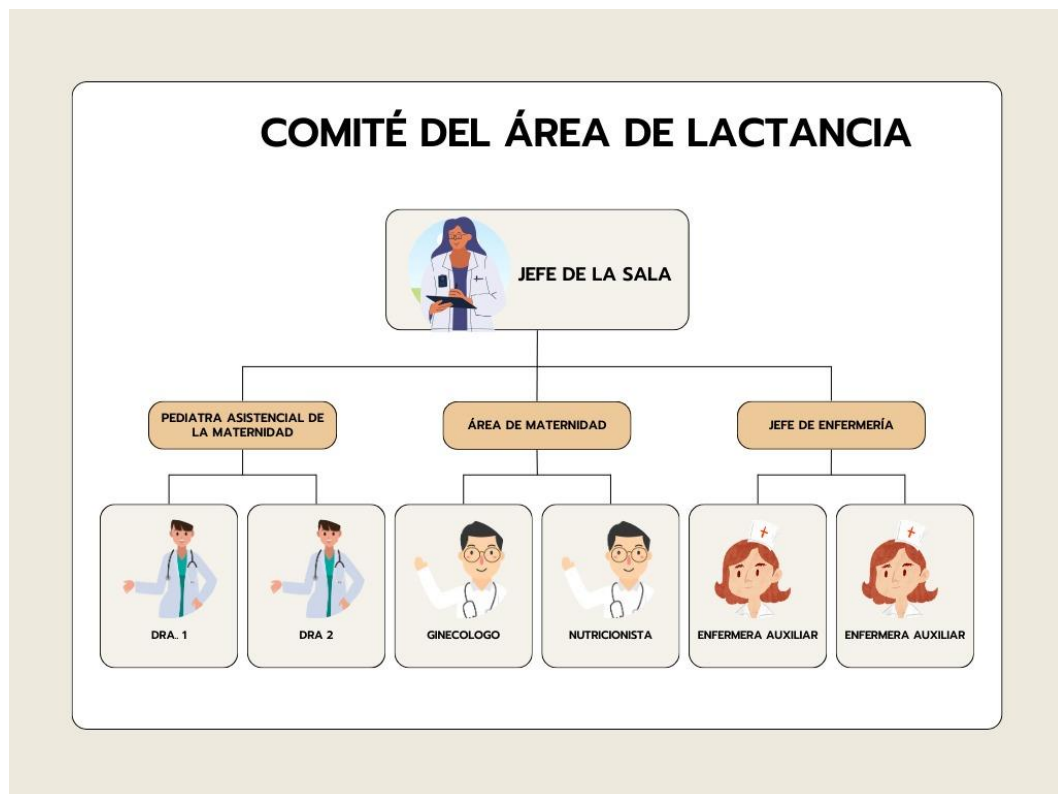 COMITÉ DEL ÁREA DE LACTANCIA
JEFE DE LA SALA
PEDIATRA ASISTENCIAL DE
LA MATERNIDAD
ÁREA DE MATERNIDAD
JEFE DE ENFERMERÍA
DRA.. 1
DRA 2
GINECOLOGO
NUTRICIONISTA
ENFERMERA AUXILIAR
ENFERMERA AUXILIAR